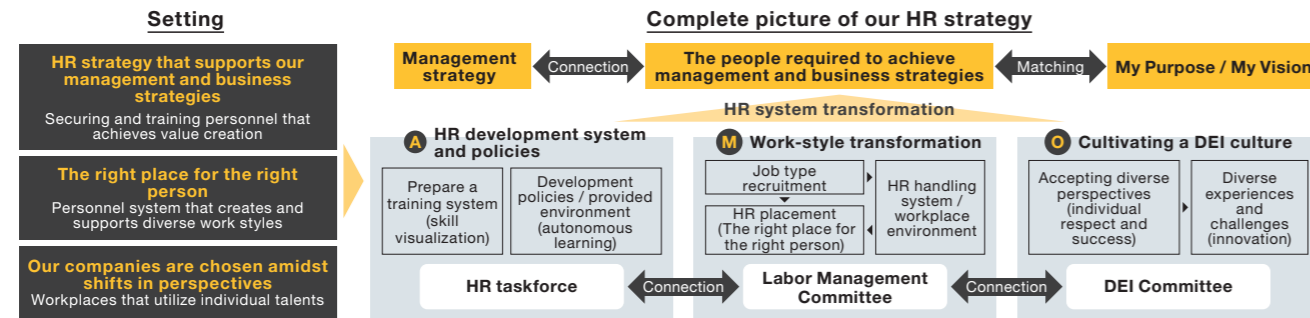 Setting
HR strategy that supports our
management and business
strategies
Securing and training personnel that
achieves value creation
The right place for the right
person
Personnel system that creates and
supports diverse work styles
Our companies are chosen amidst
shifts in perspectives
Workplaces that utilize individual talents
Complete picture of our HR strategy
Management
strategy
Connection
The people required to achieve
management and business strategies
Matching
My Purpose / My Vision
HR system transformation
A HR development system
and policies
Prepare a
training system
(skill
visualization)
Development
policies / provided
environment
(autonomous
learning)
HR taskforce
Connection
M Work-style transformation
Job type
recruitment
HR placement
(The right place for
the right person)
HR handling
system /
workplace
environment
Labor Management
Committee
Connection
O Cultivating a DEI culture
Accepting diverse
perspectives
(individual
respect and
success)
Diverse
experiences
and
challenges
(innovation)
DEI Committee